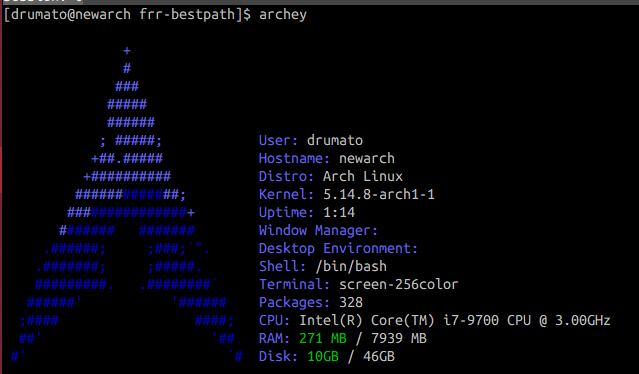 [drumato@newarch frr-bestpath]$ archey
+
#
###
#####
######
; #####;
User: drumato
+##.#####
Hostname: newarch
+##########
Distro: Arch Linux
#############;
Kernel: 5.14.8-arch1-1
###############+
Uptime: 1:14
####### #######
Window Manager:
.######; ;###;`".
Desktop Environment:
.#######; ;#####.
Shell: /bin/bash
#########. .########`
Terminal: screen-256color
######' '######
Packages: 328
;#### ####;
CPU: Intel(R) Core(TM) i7-9700 CPU @ 3.00GHz
##' '##
RAM: 271 MB / 7939 MB
#' `#
Disk: 10GB / 46GB